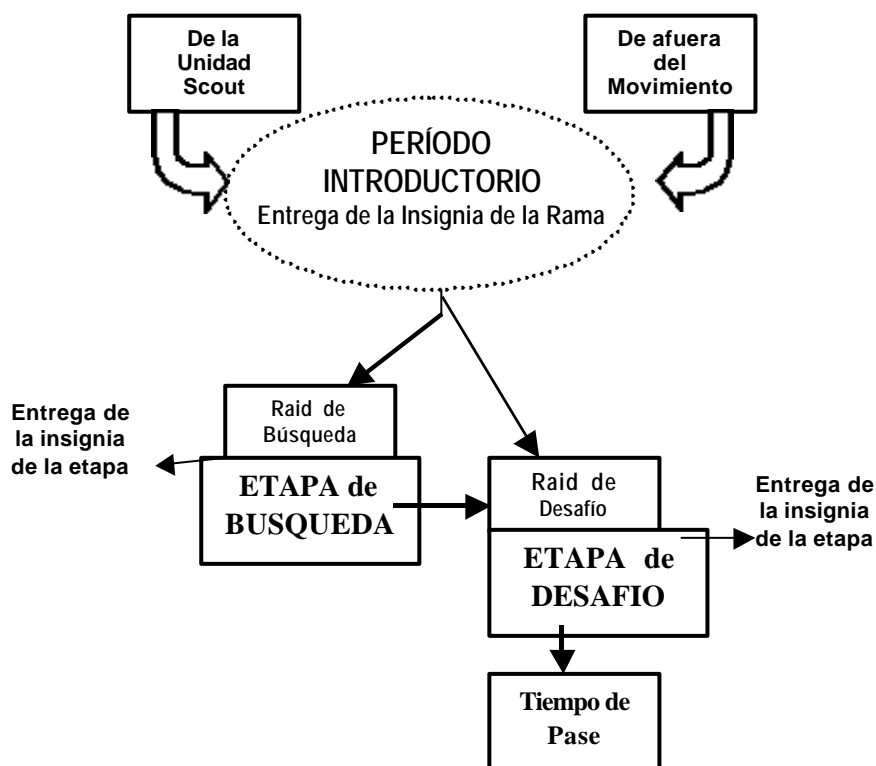 De la
Unidad
Scout
De afuera
del
Movimiento
PERÍODO
INTRODUCTORIO
Entrega de la Insignia de la Rama
Entrega de
la insignia
de la etapa
Raid de
Búsqueda
ETAPA de
BUSQUEDA
Raid de
Desafío
ETAPA de
DESAFIO
Entrega de
la insignia
de la etapa
Tiempo de
Pase